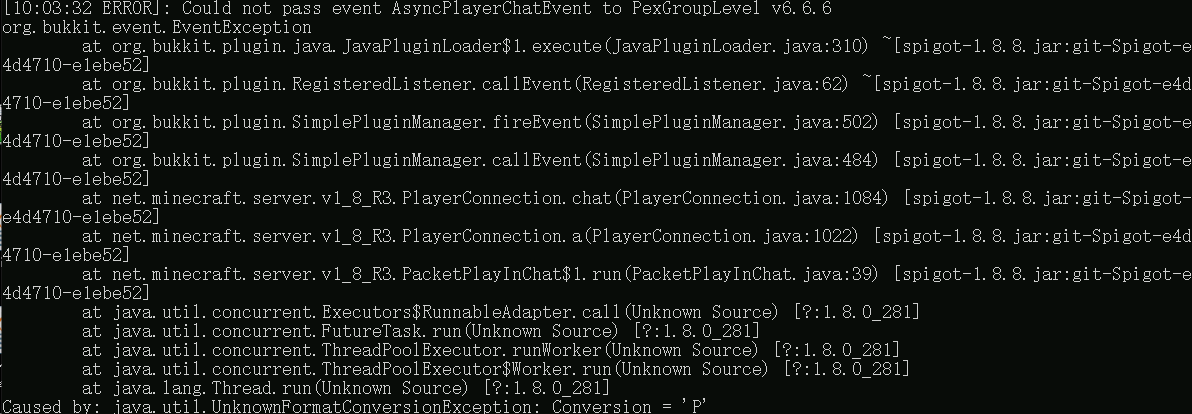 [10:03:32 ERROR]: Could not pass event AsyncPlayerChatEvent to PexGroupLevel v6.6.6
org.bukkit.event.EventException
        at org.bukkit.plugin.java.JavaPluginLoader$1.execute(JavaPluginLoader.java:310) ~[spigot-1.8.8.jar:git-Spigot-e
4d4710-e1ebe52]
        at org.bukkit.plugin.RegisteredListener.callEvent(RegisteredListener.java:62) ~[spigot-1.8.8.jar:git-Spigot-e4d
4710-e1ebe52]
        at org.bukkit.plugin.SimplePluginManager.fireEvent(SimplePluginManager.java:502) [spigot-1.8.8.jar:git-Spigot-e
4d4710-e1ebe52]
        at org.bukkit.plugin.SimplePluginManager.callEvent(SimplePluginManager.java:484) [spigot-1.8.8.jar:git-Spigot-e
4d4710-e1ebe52]
        at net.minecraft.server.v1_8_R3.PlayerConnection.chat(PlayerConnection.java:1084) [spigot-1.8.8.jar:git-Spigot-
e4d4710-e1ebe52]
        at net.minecraft.server.v1_8_R3.PlayerConnection.a(PlayerConnection.java:1022) [spigot-1.8.8.jar:git-Spigot-e4d
4710-e1ebe52]
        at net.minecraft.server.v1_8_R3.PacketPlayInChat$1.run(PacketPlayInChat.java:39) [spigot-1.8.8.jar:git-Spigot-e
4d4710-e1ebe52]
        at java.util.concurrent.Executors$RunnableAdapter.call(Unknown Source) [?:1.8.0_281]
        at java.util.concurrent.FutureTask.run(Unknown Source) [?:1.8.0_281]
        at java.util.concurrent.ThreadPoolExecutor.runWorker(Unknown Source) [?:1.8.0_281]
        at java.util.concurrent.ThreadPoolExecutor$Worker.run(Unknown Source) [?:1.8.0_281]
        at java.lang.Thread.run(Unknown Source) [?:1.8.0_281]
Caused by: java.util.UnknownFormatConversionException: Conversion = 'P'